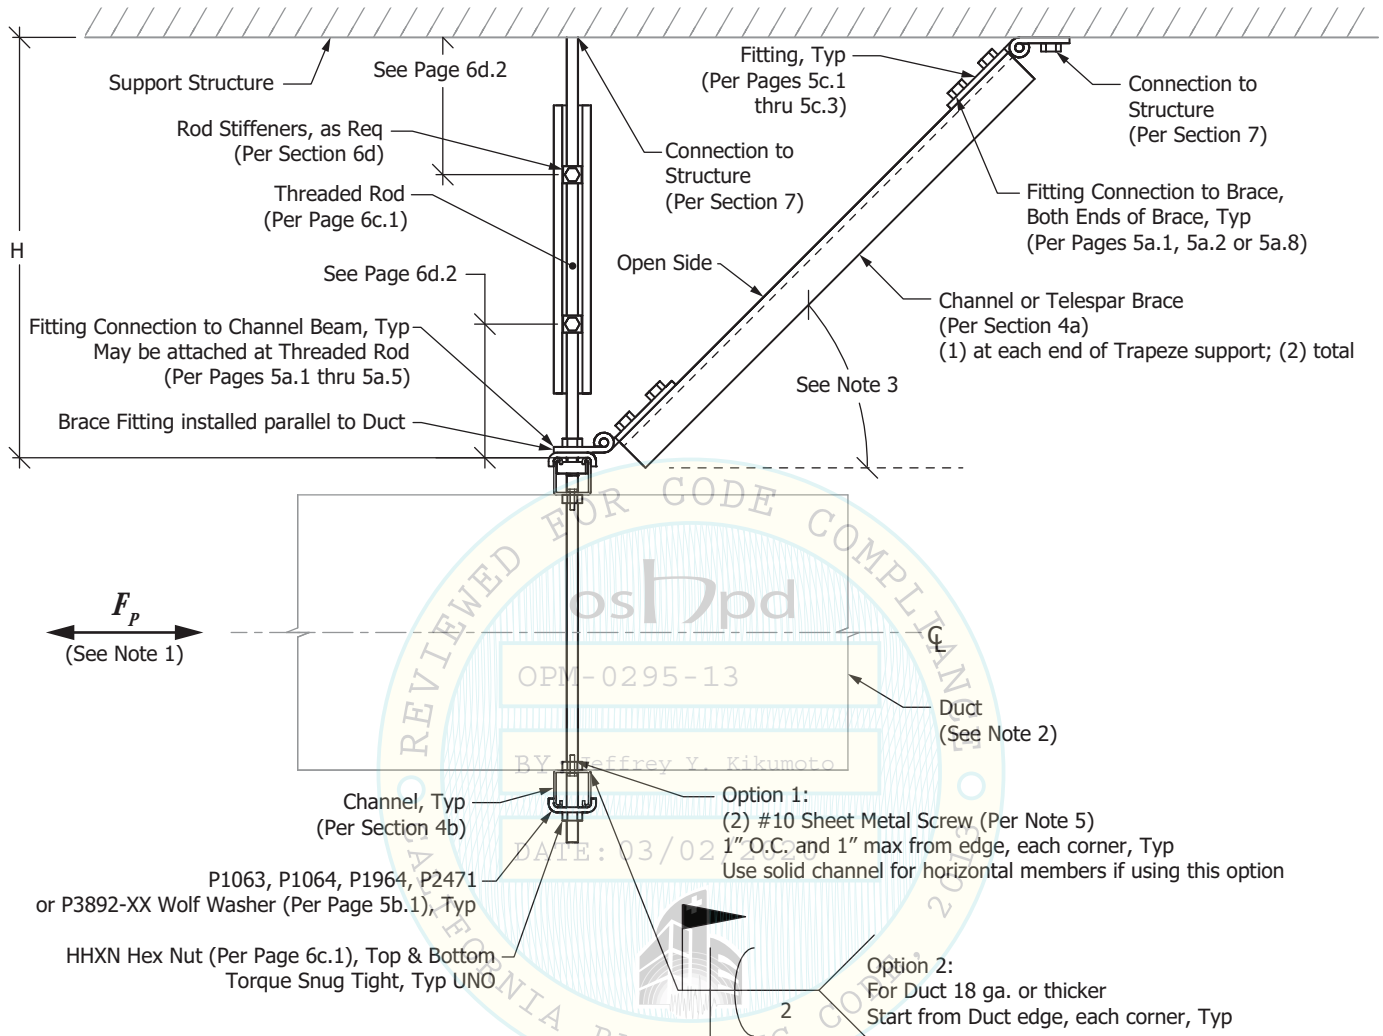 Support Structure
See Page 6d.2
Rod Stiffeners, as Req
(Per Section 6d)
Threaded Rod
(Per Page 6c.1)
H
See Page 6d.2
Fitting Connection to Channel Beam, Typ
May be attached at Threaded Rod
(Per Pages 5a.1 thru 5a.5)
Brace Fitting installed parallel to Duct
Fitting, Typ
(Per Pages 5c.1
thru 5c.3)
Connection to
Structure
(Per Section 7)
Open Side
Connection to
Structure
(Per Section 7)
Fitting Connection to Brace,
Both Ends of Brace, Typ
(Per Pages 5a.1, 5a.2 or 5a.8)
Channel or Telespar Brace
(Per Section 4a)
(1) at each end of Trapeze support; (2) total
See Note 3
Fp
(See Note 1)
℄
Duct
(See Note 2)
REVIEWED FOR CODE COMPLIANCE
oshpd
OPM-0295-13
BY: Jeffrey Y. Kikumoto
DATE: 03/02/2020
Channel, Typ
(Per Section 4b)
P1063, P1064, P1964, P2471
or P3892-XX Wolf Washer (Per Page 5b.1), Typ
HHXN Hex Nut (Per Page 6c.1), Top & Bottom
Torque Snug Tight, Typ UNO
Option 1:
(2) #10 Sheet Metal Screw (Per Note 5)
1” O.C. and 1” max from edge, each corner, Typ
Use solid channel for horizontal members if using this option
2
Option 2:
For Duct 18 ga. or thicker
Start from Duct edge, each corner, Typ
CALIFORNIA CODE, 2013